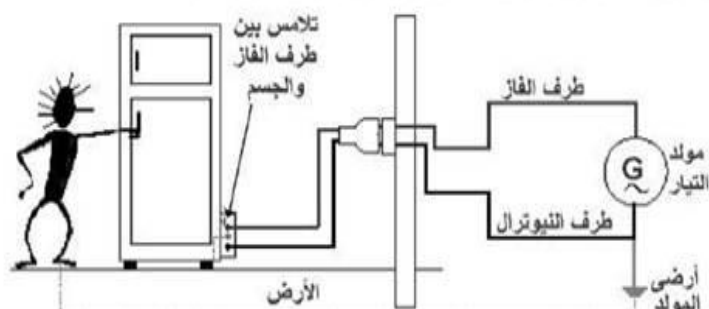 تلامس بين
طرف الفاز
والجسم
طرف الفاز
مولد
التيار
G
طرف النيوترال
الأرض
أرضى
المولد